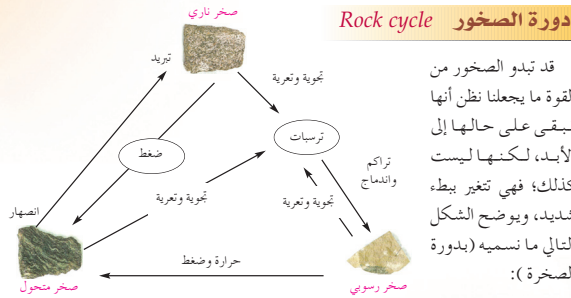 دورة الصخور Rock cycle
قد تبدو الصخور من
القوة ما يجعلنا نظن أنها
ستبقى على حالها إلى
الأبد، لكنها ليست
كذلك؛ فهي تتغير ببطء
شديد، ويوضح الشكل
التالي ما نسميه (بدورة
الصخرة):
صخر ناري
تبريد
تجوية وتعرية
ترسبات
ضغط
تراكم
واندماج
تجوية وتعرية
تجوية وتعرية
انصهار
حرارة وضغط
صخر متحول
صخر رسوبي